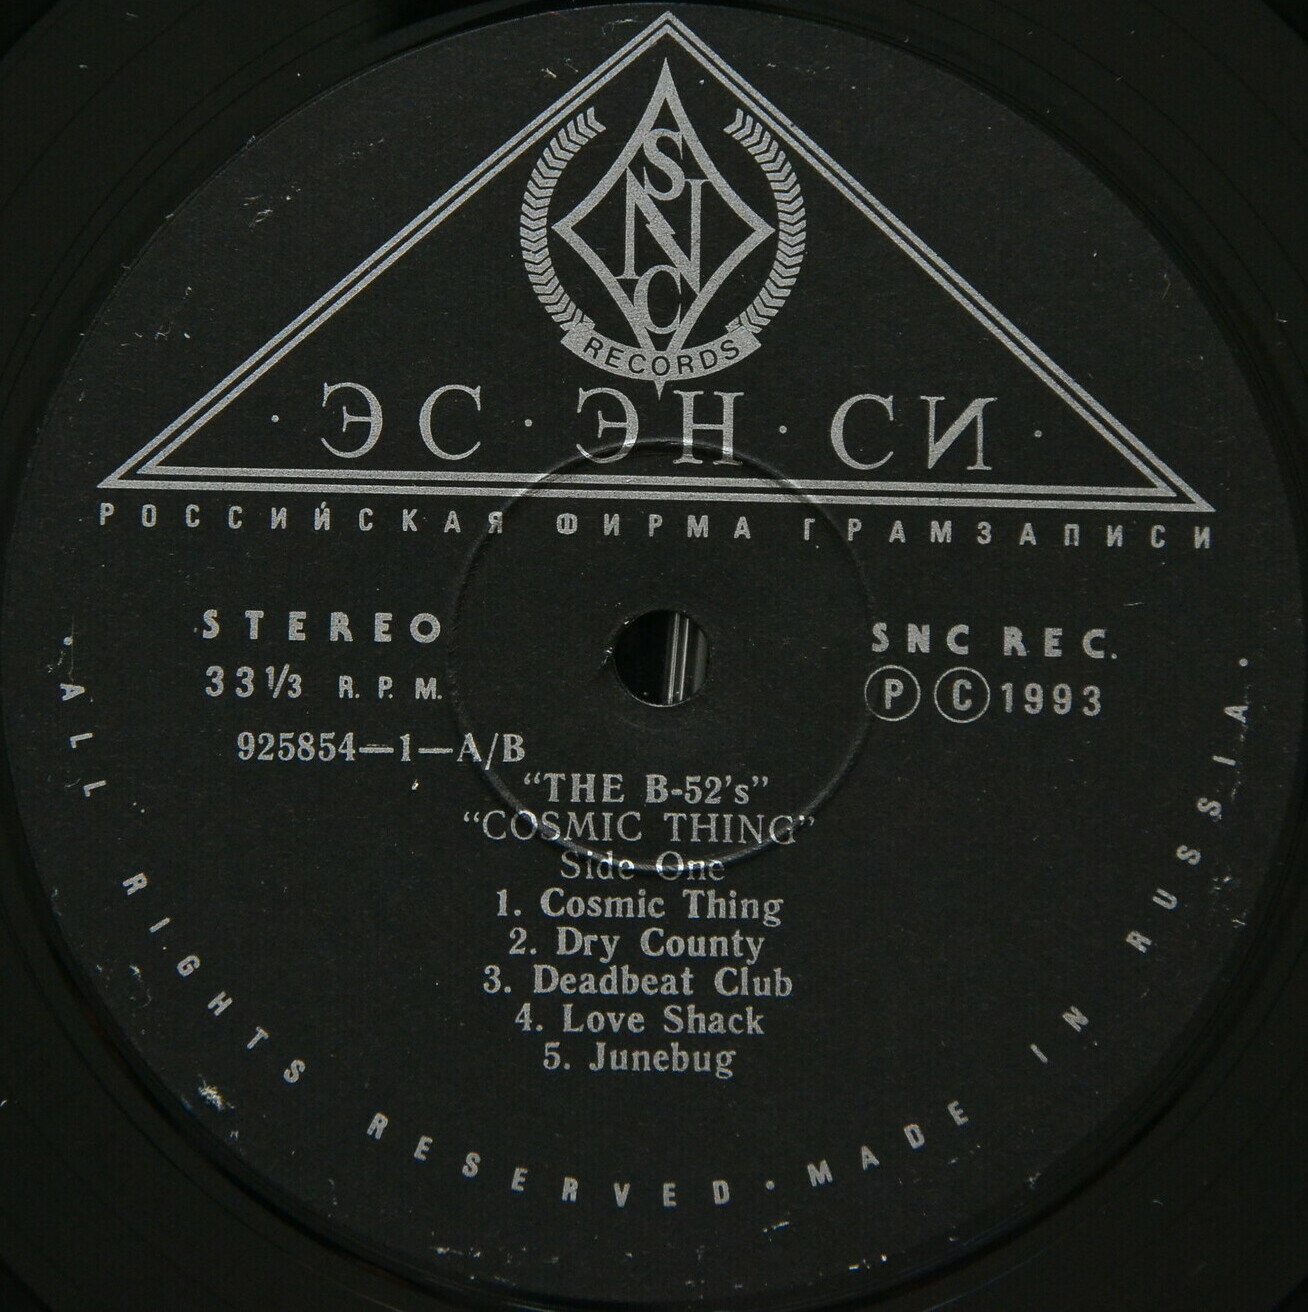 SNC
RECORDS
· ЭС · ЭН · СИ ·
РОССИЙСКАЯ ФИРМА ГРАМЗАПИСИ
STEREO
33 1/3 R. P. M.
SNC REC.
Ⓟ Ⓒ 1993
925854—1—A/B
“THE B-52's”
“COSMIC THING”
Side One
1. Cosmic Thing
2. Dry County
3. Deadbeat Club
4. Love Shack
5. Junebug
· ALL RIGHTS RESERVED · MADE IN RUSSIA ·